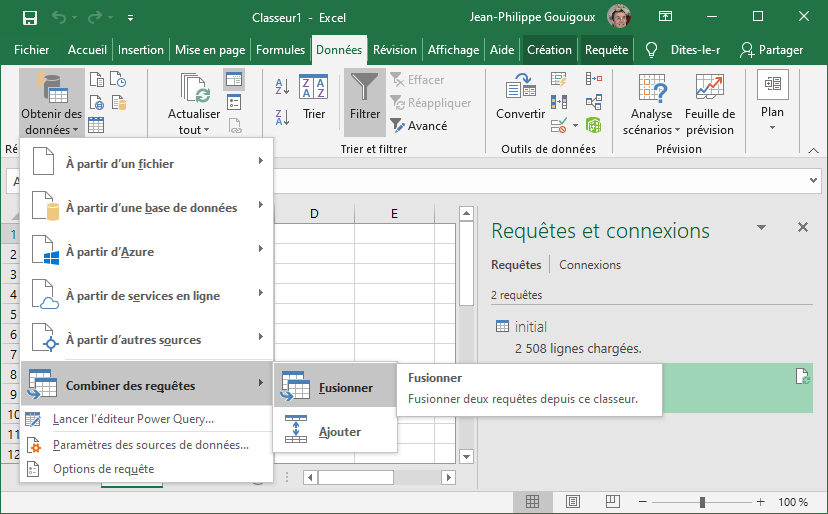 Classeur1 - Excel
Jean-Philippe Gouigoux
Fichier Accueil Insertion Mise en page Formules Données Révision Affichage Aide Création Requête Dites-le-r Partager
Obtenir des données
Actualiser tout
Trier
Filtrer
Effacer
Réappliquer
Avancé
Convertir
Analyse scénarios
Feuille de prévision
Plan
Ré
Trier et filtrer
Outils de données
Prévision
À partir d'un fichier
À partir d'une base de données
À partir d'Azure
À partir de services en ligne
À partir d'autres sources
Combiner des requêtes
Lancer l'éditeur Power Query...
Paramètres des sources de données...
Options de requête
Fusionner
Ajouter
Fusionner
Fusionner deux requêtes depuis ce classeur.
A
D E
1
2
3
4
5
6
7
8
9
10
11
12
Requêtes et connexions
Requêtes Connexions
2 requêtes
initial
2 508 lignes chargées.
100 %